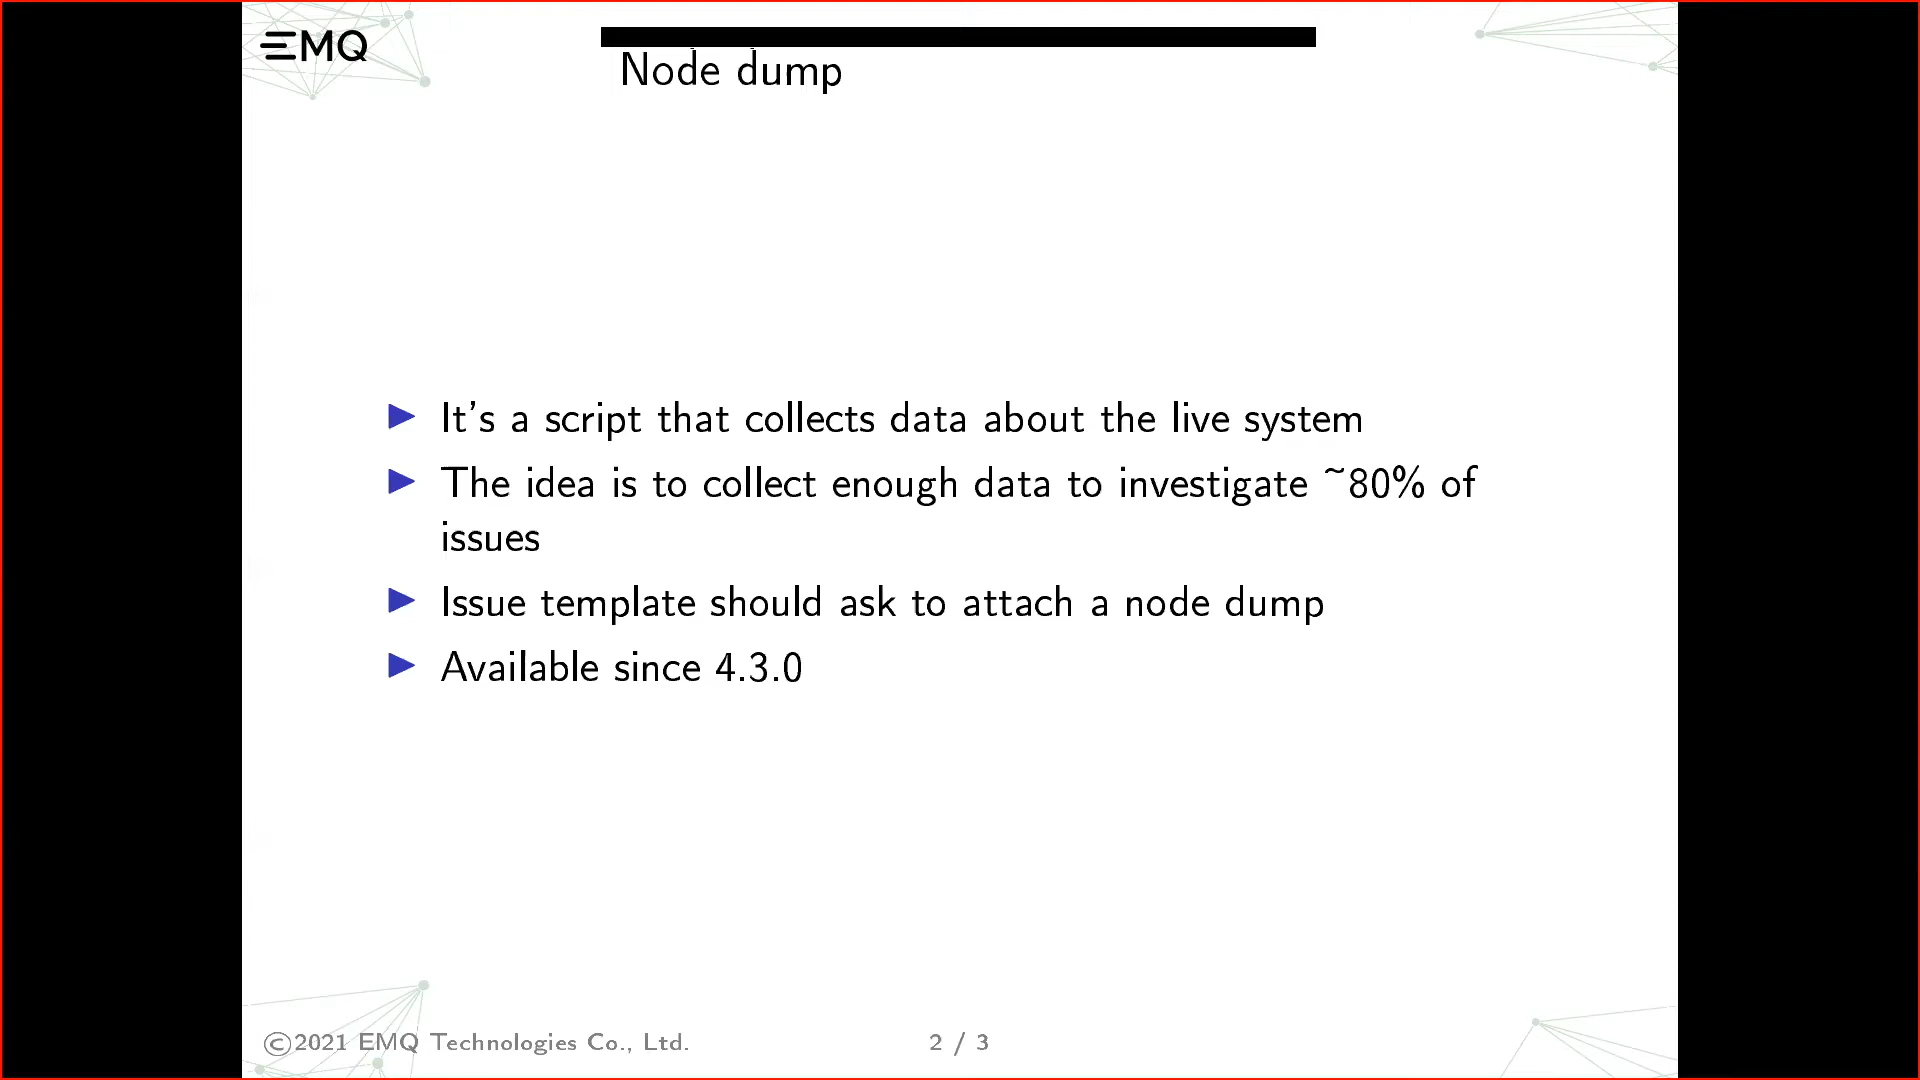 EMQ
Node dump
It's a script that collects data about the live system
The idea is to collect enough data to investigate ~80% of
issues
Issue template should ask to attach a node dump
Available since 4.3.0
©2021 EMQ Technologies Co., Ltd.
2 / 3